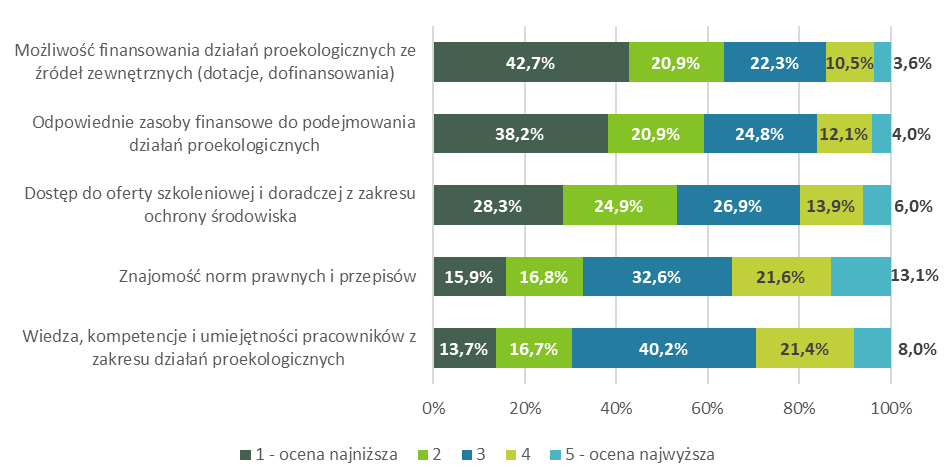 Możliwość finansowania działań proekologicznych ze
źródeł zewnętrznych (dotacje, dofinansowania)
42,7% 20,9% 22,3% 10,5% 3,6%
Odpowiednie zasoby finansowe do podejmowania
działań proekologicznych
38,2% 20,9% 24,8% 12,1% 4,0%
Dostęp do oferty szkoleniowej i doradczej z zakresu
ochrony środowiska
28,3% 24,9% 26,9% 13,9% 6,0%
Znajomość norm prawnych i przepisów
15,9% 16,8% 32,6% 21,6% 13,1%
Wiedza, kompetencje i umiejętności pracowników z
zakresu działań proekologicznych
13,7% 16,7% 40,2% 21,4% 8,0%
0% 20% 40% 60% 80% 100%
1 - ocena najniższa 2 3 4 5 - ocena najwyższa